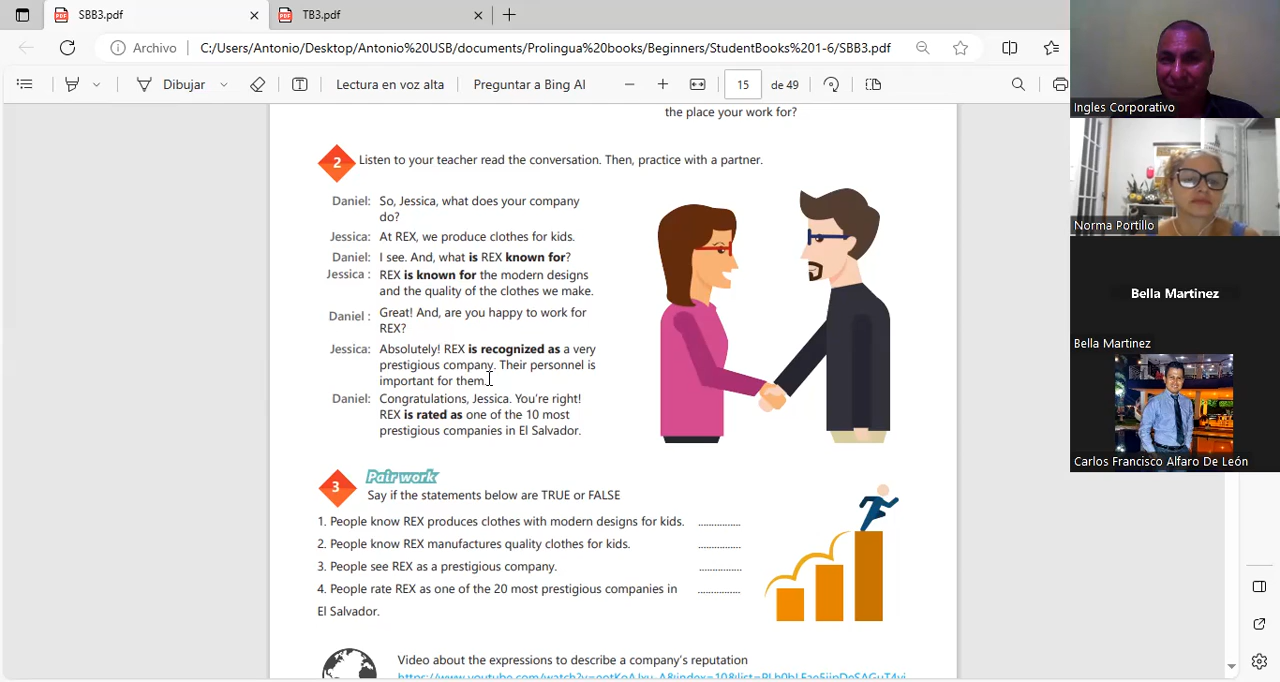 SBB3.pdf
TB3.pdf
Archivo
C:/Users/Antonio/Desktop/Antonio%20USB/documents/Prolingua%20books/Beginners/StudentBooks%201-6/SBB3.pdf
Dibujar
Lectura en voz alta
Preguntar a Bing AI
15
de 49
the place your work for?
2 Listen to your teacher read the conversation. Then, practice with a partner.
Daniel: So, Jessica, what does your company
do?
Jessica: At REX, we produce clothes for kids.
Daniel: I see. And, what is REX known for?
Jessica : REX is known for the modern designs
and the quality of the clothes we make.
Daniel : Great! And, are you happy to work for
REX?
Jessica: Absolutely! REX is recognized as a very
prestigious company. Their personnel is
important for them.
Daniel: Congratulations, Jessica. You're right!
REX is rated as one of the 10 most
prestigious companies in El Salvador.
3 Pair work
Say if the statements below are TRUE or FALSE
1. People know REX produces clothes with modern designs for kids. ...............
2. People know REX manufactures quality clothes for kids. ...............
3. People see REX as a prestigious company. ...............
4. People rate REX as one of the 20 most prestigious companies in ...............
El Salvador.
Video about the expressions to describe a company's reputation
Ingles Corporativo
Norma Portillo
Bella Martinez
Bella Martinez
Carlos Francisco Alfaro De León